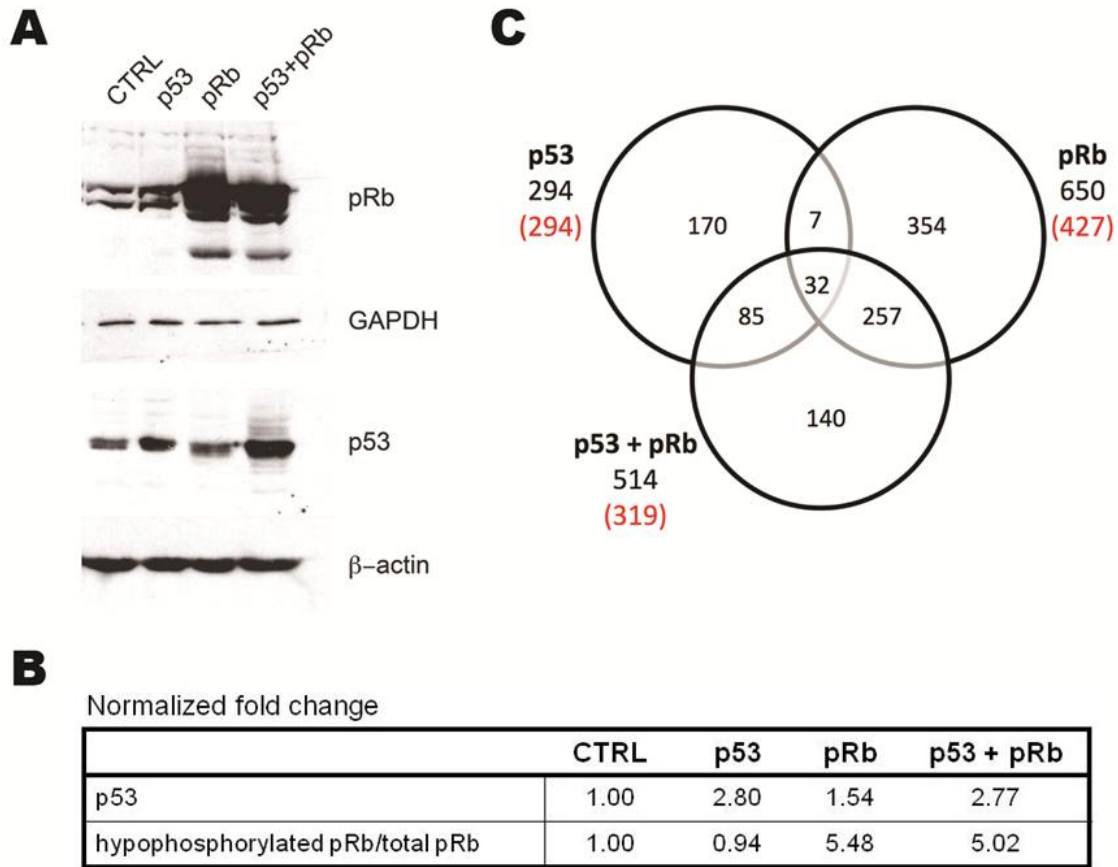 A
CTRL
p53
pRb
p53+pRb
pRb
GAPDH
p53
β–actin
C
p53
294
(294)
pRb
650
(427)
170
7
354
32
85
257
140
p53 + pRb
514
(319)
B
Normalized fold change
CTRL p53 pRb p53 + pRb
p53 1.00 2.80 1.54 2.77
hypophosphorylated pRb/total pRb 1.00 0.94 5.48 5.02